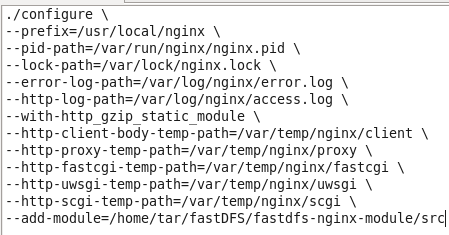 ./configure \
--prefix=/usr/local/nginx \
--pid-path=/var/run/nginx/nginx.pid \
--lock-path=/var/lock/nginx.lock \
--error-log-path=/var/log/nginx/error.log \
--http-log-path=/var/log/nginx/access.log \
--with-http_gzip_static_module \
--http-client-body-temp-path=/var/temp/nginx/client \
--http-proxy-temp-path=/var/temp/nginx/proxy \
--http-fastcgi-temp-path=/var/temp/nginx/fastcgi \
--http-uwsgi-temp-path=/var/temp/nginx/uwsgi \
--http-scgi-temp-path=/var/temp/nginx/scgi \
--add-module=/home/tar/fastDFS/fastdfs-nginx-module/src